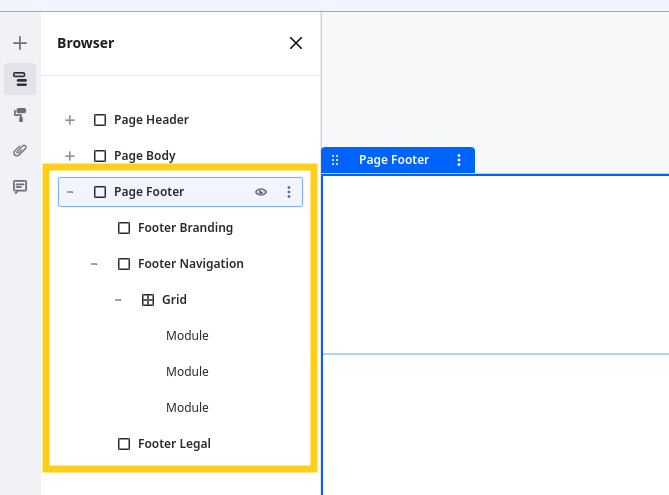 Browser
Page Header
Page Body
Page Footer
Page Footer
Footer Branding
Footer Navigation
Grid
Module
Module
Module
Footer Legal